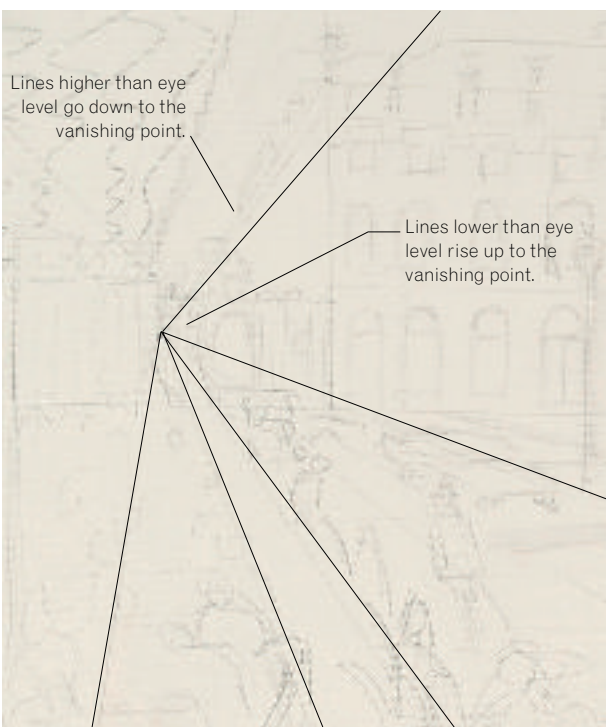 Lines higher than eye
level go down to the
vanishing point.
Lines lower than eye
level rise up to the
vanishing point.